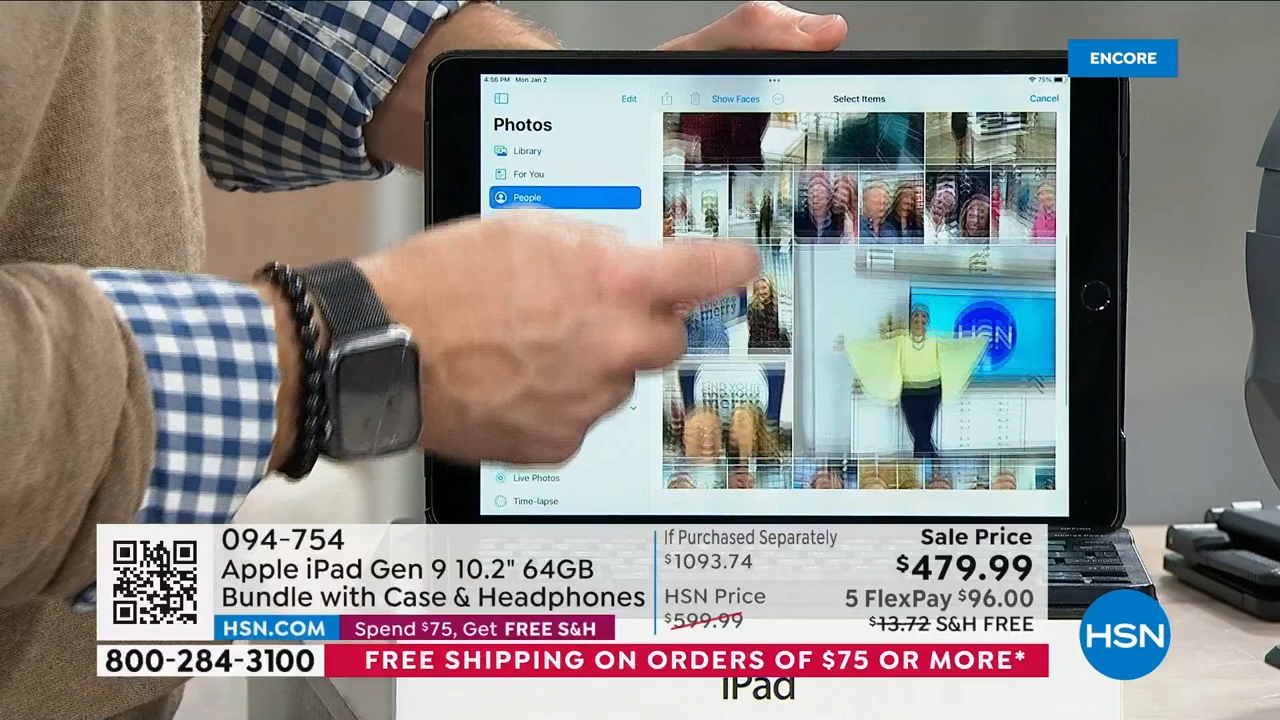 ENCORE
4:56 PM Mon Jan 2
75%
Edit
Show Faces
Select Items
Cancel
Photos
Library
For You
People
merry
HSN
FIND YOUR
merry
Live Photos
Time-lapse
094-754
Apple iPad Gen 9 10.2" 64GB
Bundle with Case & Headphones
HSN.COM
Spend $75, Get FREE S&H
If Purchased Separately
$1093.74
HSN Price
$599.99
Sale Price
$479.99
5 FlexPay $96.00
$13.72 S&H FREE
HSN
800-284-3100
FREE SHIPPING ON ORDERS OF $75 OR MORE*
iPad